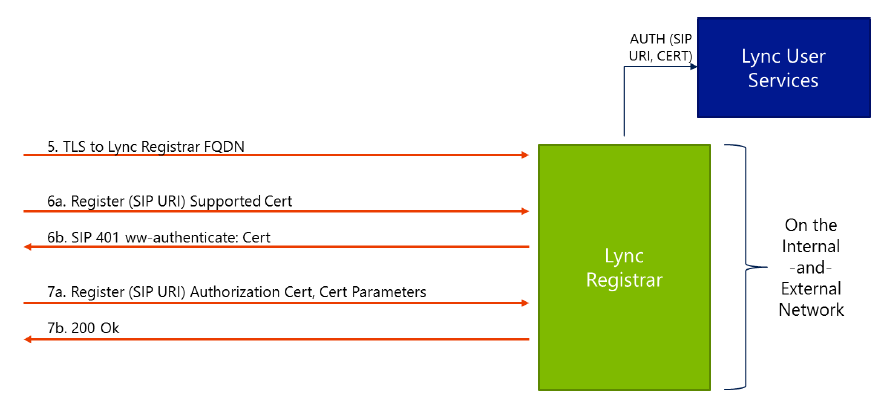 AUTH (SIP
URI, CERT)
Lync User
Services
5. TLS to Lync Registrar FQDN
6a. Register (SIP URI) Supported Cert
6b. SIP 401 ww-authenticate: Cert
7a. Register (SIP URI) Authorization Cert, Cert Parameters
7b. 200 Ok
Lync
Registrar
On the
Internal
-and-
External
Network